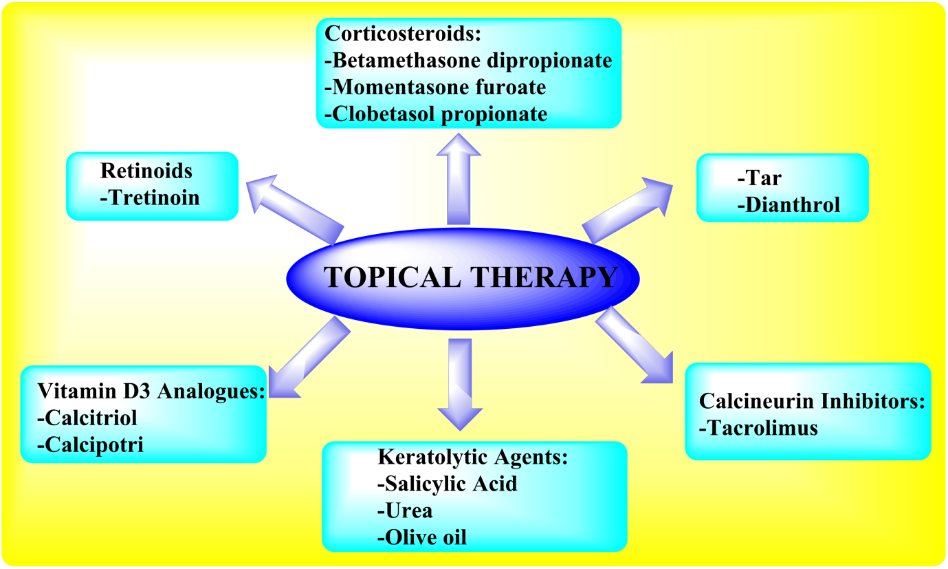 Corticosteroids:
-Betamethasone dipropionate
-Momentasone furoate
-Clobetasol propionate
Retinoids
-Tretinoin
-Tar
-Dianthrol
TOPICAL THERAPY
Vitamin D3 Analogues:
-Calcitriol
-Calcipotri
Calcineurin Inhibitors:
-Tacrolimus
Keratolytic Agents:
-Salicylic Acid
-Urea
-Olive oil